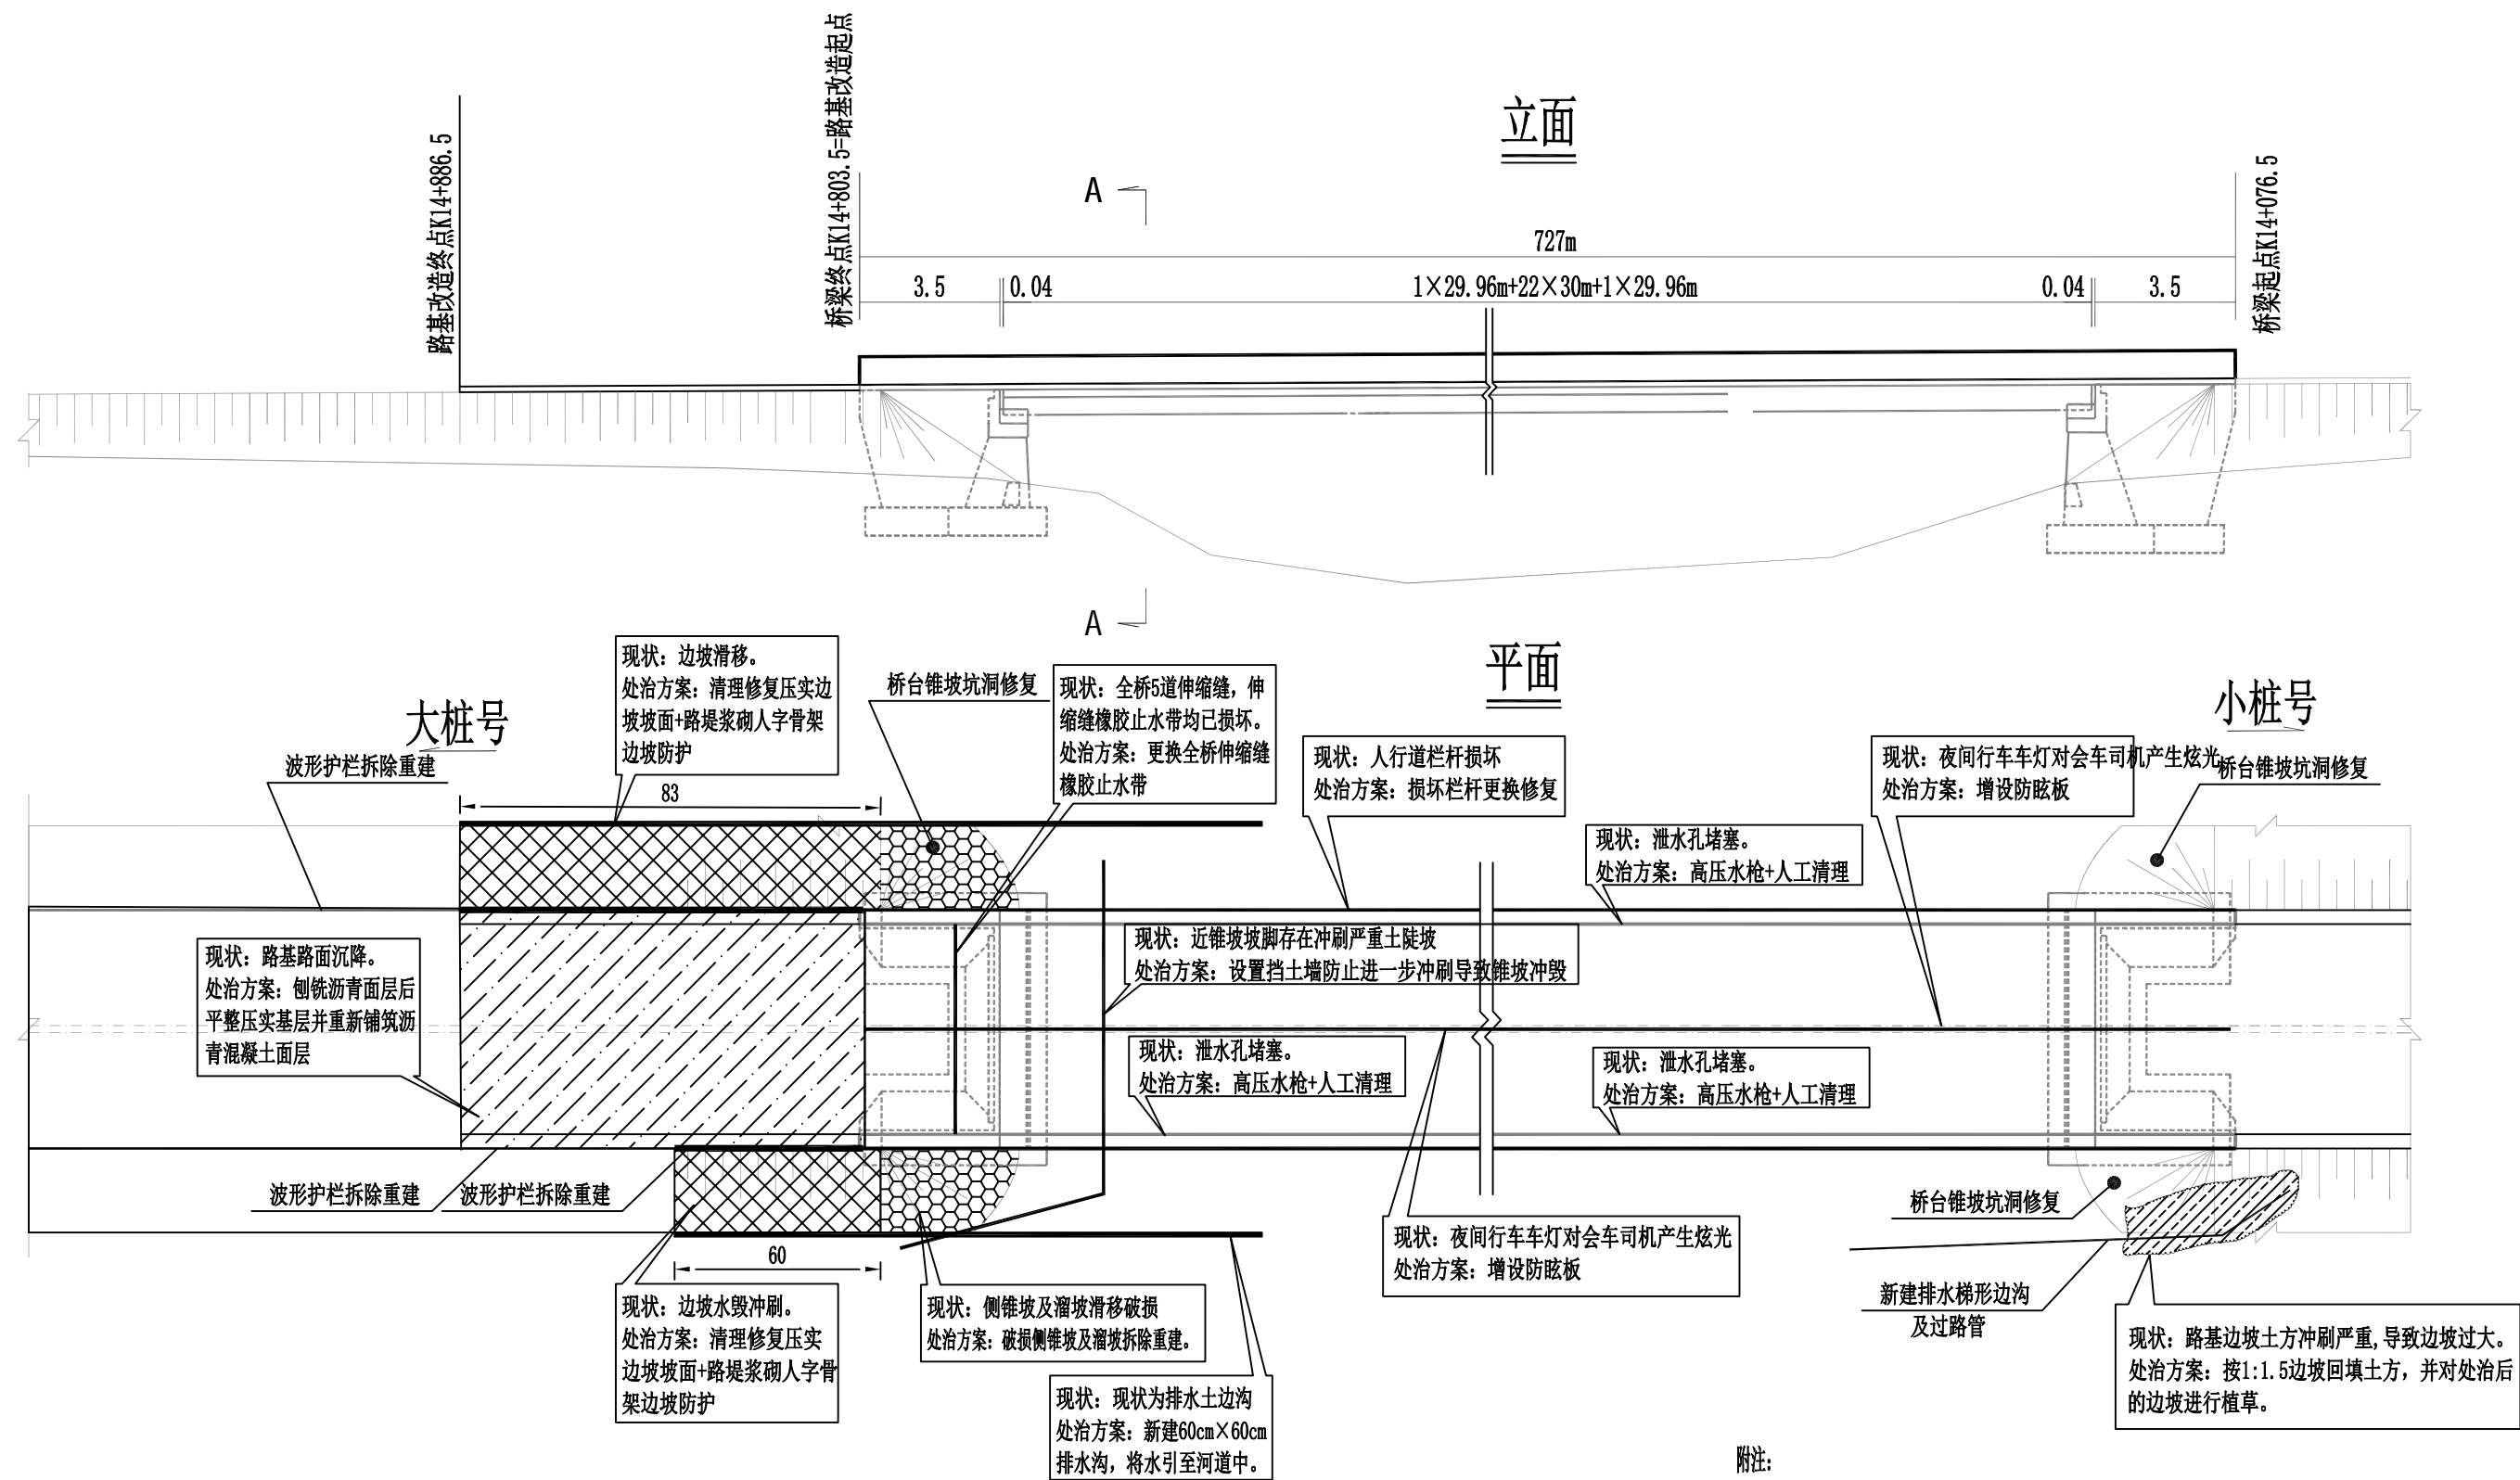 立面
路基改造终点K14+886.5
桥梁终点K14+803.5=路基改造起点
桥梁起点K14+076.5
A
727m
3.5
0.04
1×29.96m+22×30m+1×29.96m
0.04
3.5
A
平面
大桩号
小桩号
现状：边坡滑移。
处治方案：清理修复压实边
坡坡面+路堤浆砌人字骨架
边坡防护
桥台锥坡坑洞修复
现状：全桥5道伸缩缝，伸
缩缝橡胶止水带均已损坏。
处治方案：更换全桥伸缩缝
橡胶止水带
波形护栏拆除重建
83
现状：人行道栏杆损坏
处治方案：损坏栏杆更换修复
现状：夜间行车车灯对会车司机产生炫光
处治方案：增设防眩板
桥台锥坡坑洞修复
现状：泄水孔堵塞。
处治方案：高压水枪+人工清理
现状：路基路面沉降。
处治方案：刨铣沥青面层后
平整压实基层并重新铺筑沥
青混凝土面层
现状：近锥坡坡脚存在冲刷严重土陡坡
处治方案：设置挡土墙防止进一步冲刷导致锥坡冲毁
现状：泄水孔堵塞。
处治方案：高压水枪+人工清理
现状：泄水孔堵塞。
处治方案：高压水枪+人工清理
波形护栏拆除重建
波形护栏拆除重建
60
现状：边坡水毁冲刷。
处治方案：清理修复压实
边坡坡面+路堤浆砌人字骨
架边坡防护
现状：侧锥坡及溜坡滑移破损
处治方案：破损侧锥坡及溜坡拆除重建。
现状：现状为排水土边沟
处治方案：新建60cm×60cm
排水沟，将水引至河道中。
现状：夜间行车车灯对会车司机产生炫光
处治方案：增设防眩板
桥台锥坡坑洞修复
新建排水梯形边沟
及过路管
现状：路基边坡土方冲刷严重,导致边坡过大。
处治方案：按1:1.5边坡回填土方，并对处治后
的边坡进行植草。
附注: